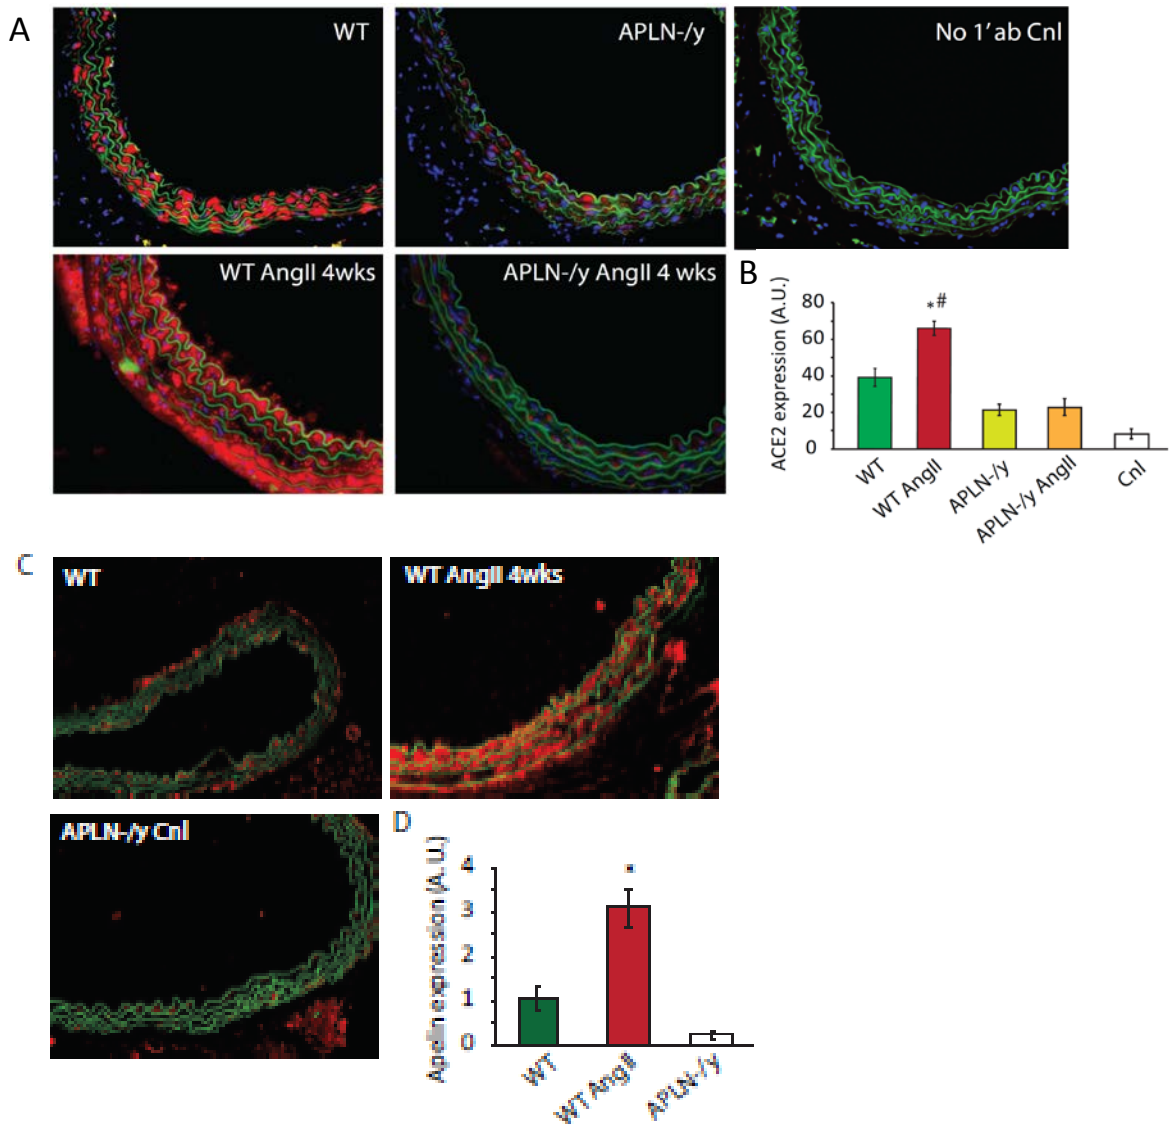 A
WT
APLN-/y
No 1' ab Cnl
WT AngII 4wks
APLN-/y AngII 4 wks
B
ACE2 expression (A.U.)
80
60
40
20
0
*#
WT
WT AngII
APLN-/y
APLN-/y AngII
Cnl
C
WT
WT AngII 4wks
APLN-/y Cnl
D
Apelin expression (A.U.)
4
3
2
1
0
*
WT
WT AngII
APLN-/y